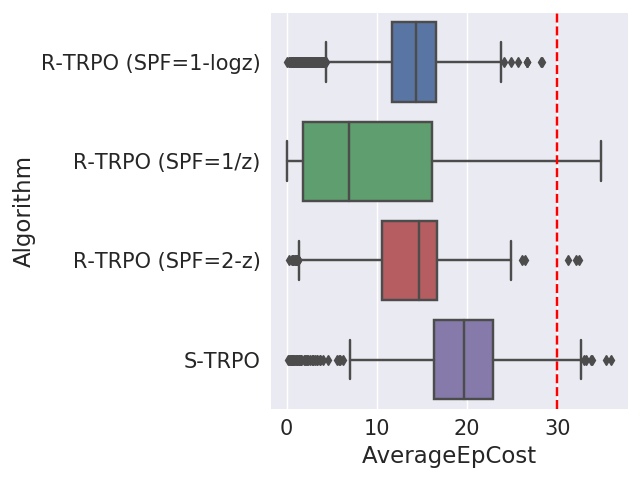 Algorithm
R-TRPO (SPF=1-logz)
R-TRPO (SPF=1/z)
R-TRPO (SPF=2-z)
S-TRPO
0 10 20 30
AverageEpCost